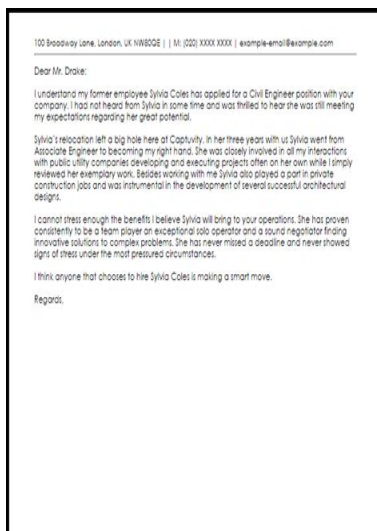 100 Broadway Lane, London, UK NW80QE | | M: (020) XXXX XXXX | example-email@example.com
Dear Mr. Drake:
I understand my former employee Sylvia Coles has applied for a Civil Engineer position with your
company. I had not heard from Sylvia in some time and was thrilled to hear she was still meeting
my expectations regarding her great potential.
Sylvia's relocation left a big hole here at Captuvity. In her three years with us Sylvia went from
Associate Engineer to becoming my right hand. She was closely involved in all my interactions
with public utility companies developing and executing projects often on her own while I simply
reviewed her exemplary work. Besides working with me Sylvia also played a part in private
construction jobs and was instrumental in the development of several successful architectural
designs.
I cannot stress enough the benefits I believe Sylvia will bring to your operations. She has proven
consistently to be a team player an exceptional solo operator and a sound negotiator finding
innovative solutions to complex problems. She has never missed a deadline and never showed
signs of stress under the most pressured circumstances.
I think anyone that chooses to hire Sylvia Coles is making a smart move.
Regards,